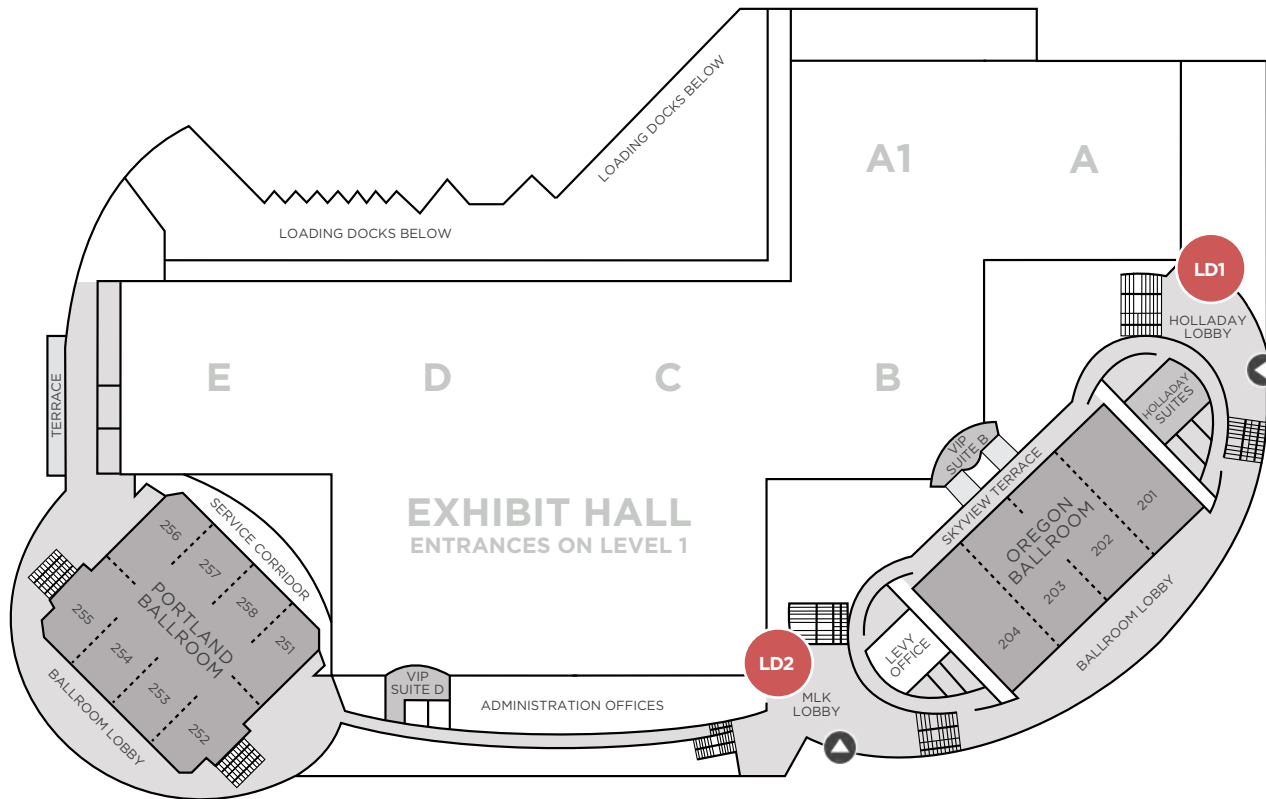 LOADING DOCKS BELOW
A1
A
LOADING DOCKS BELOW
LD1
HOLLADAY
LOBBY
TERRACE
E
D
C
B
HOLLADAY
SUITES
VIP
SUITE B
SKYVIEW TERRACE
EXHIBIT HALL
ENTRANCES ON LEVEL 1
OREGON
BALLROOM
201
202
203
204
BALLROOM LOBBY
SERVICE CORRIDOR
256
257
258
251
PORTLAND
BALLROOM
255
254
253
252
BALLROOM LOBBY
VIP
SUITE D
ADMINISTRATION OFFICES
LD2
MLK
LOBBY
LEVY
OFFICE